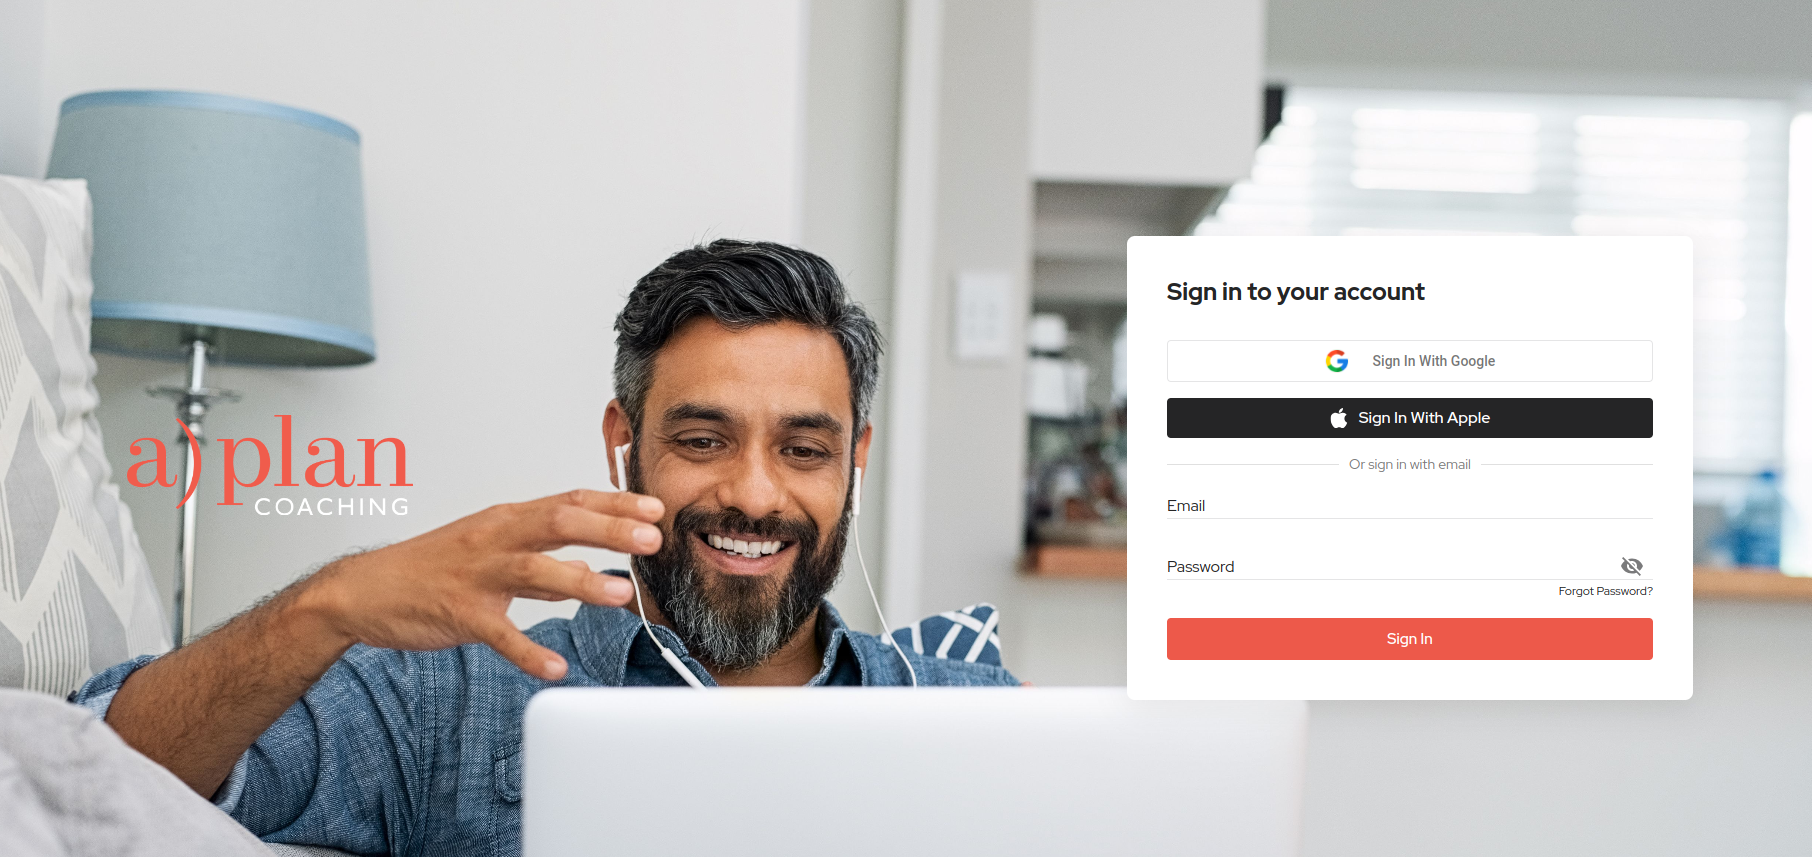 a)plan
COACHING
Sign in to your account
Sign In With Google
Sign In With Apple
Or sign in with email
Email
Password
Forgot Password?
Sign In